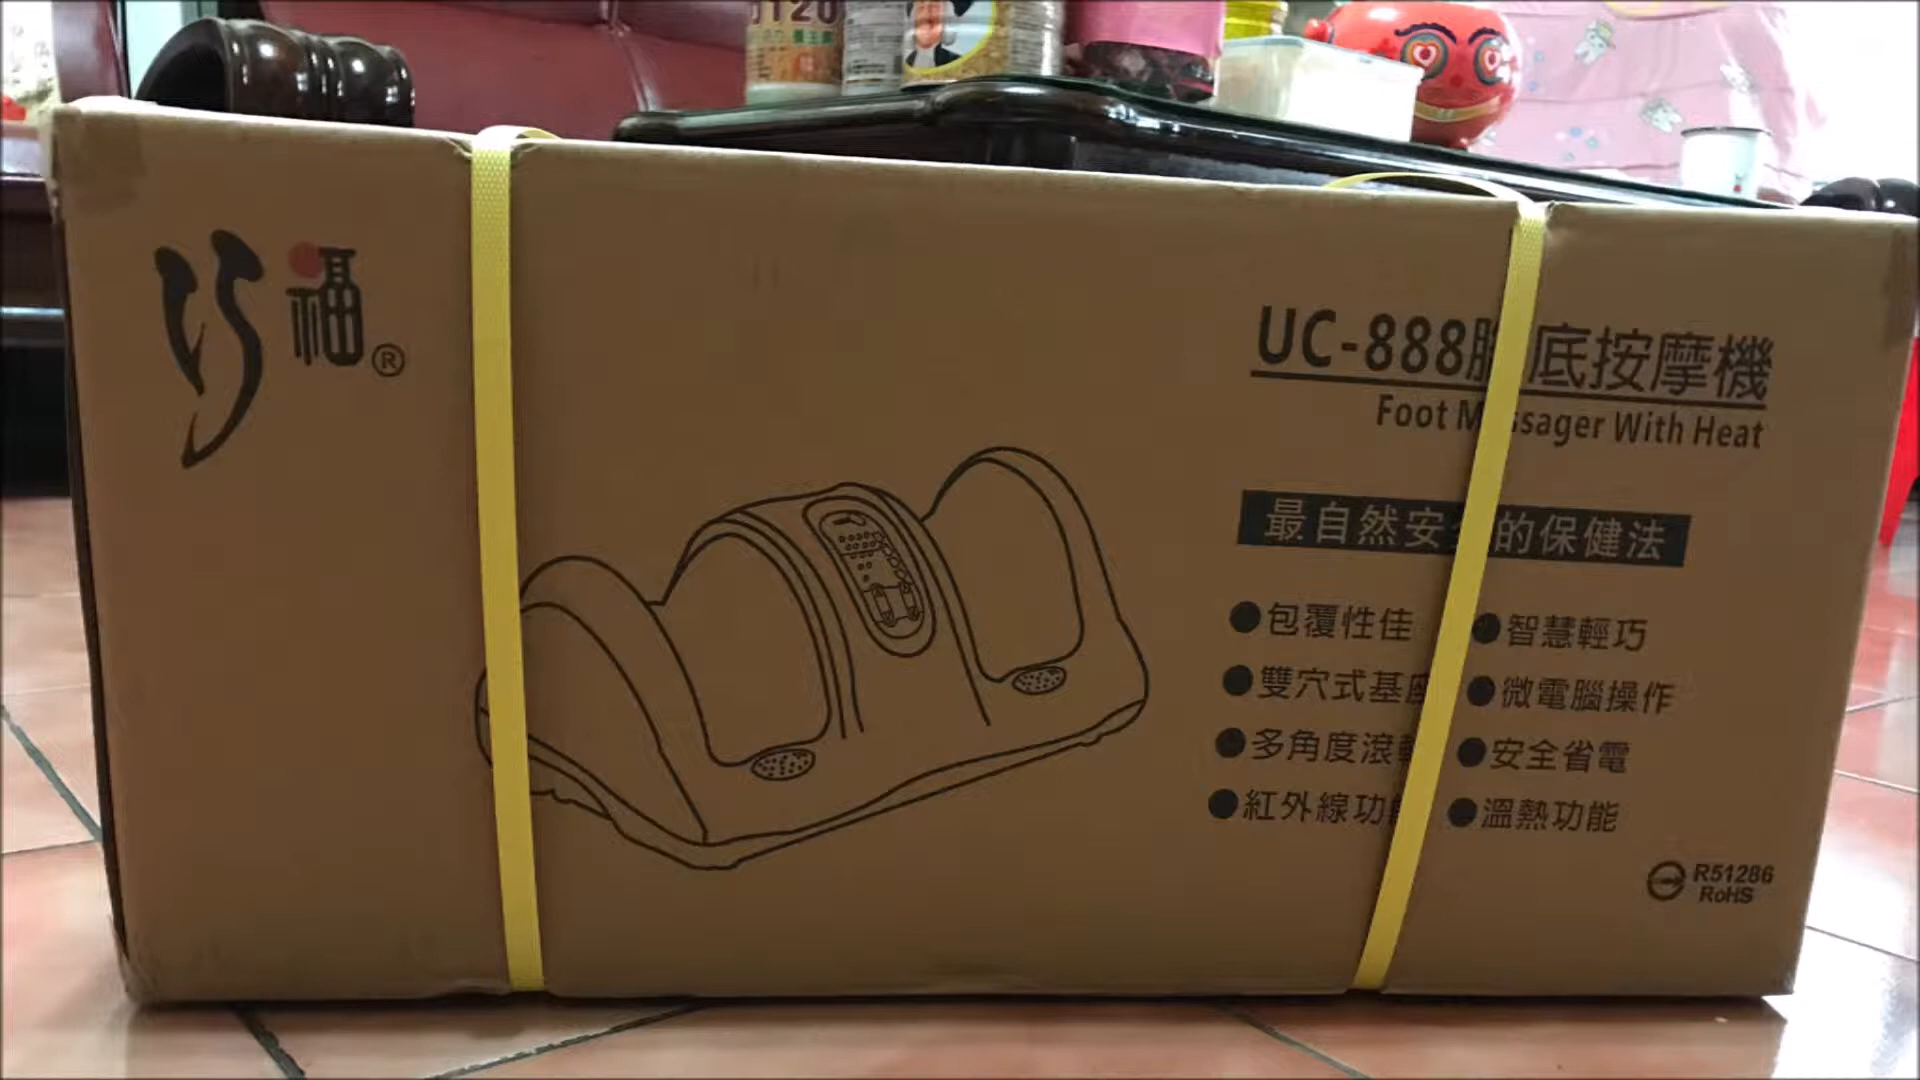 120
巧福®
UC-888腳底按摩機
Foot Massager With Heat
最自然安全的保健法
●包覆性佳 ●智慧輕巧
●雙穴式基座 ●微電腦操作
●多角度滾 ●安全省電
●紅外線功能 ●溫熱功能
R51286
RoHS